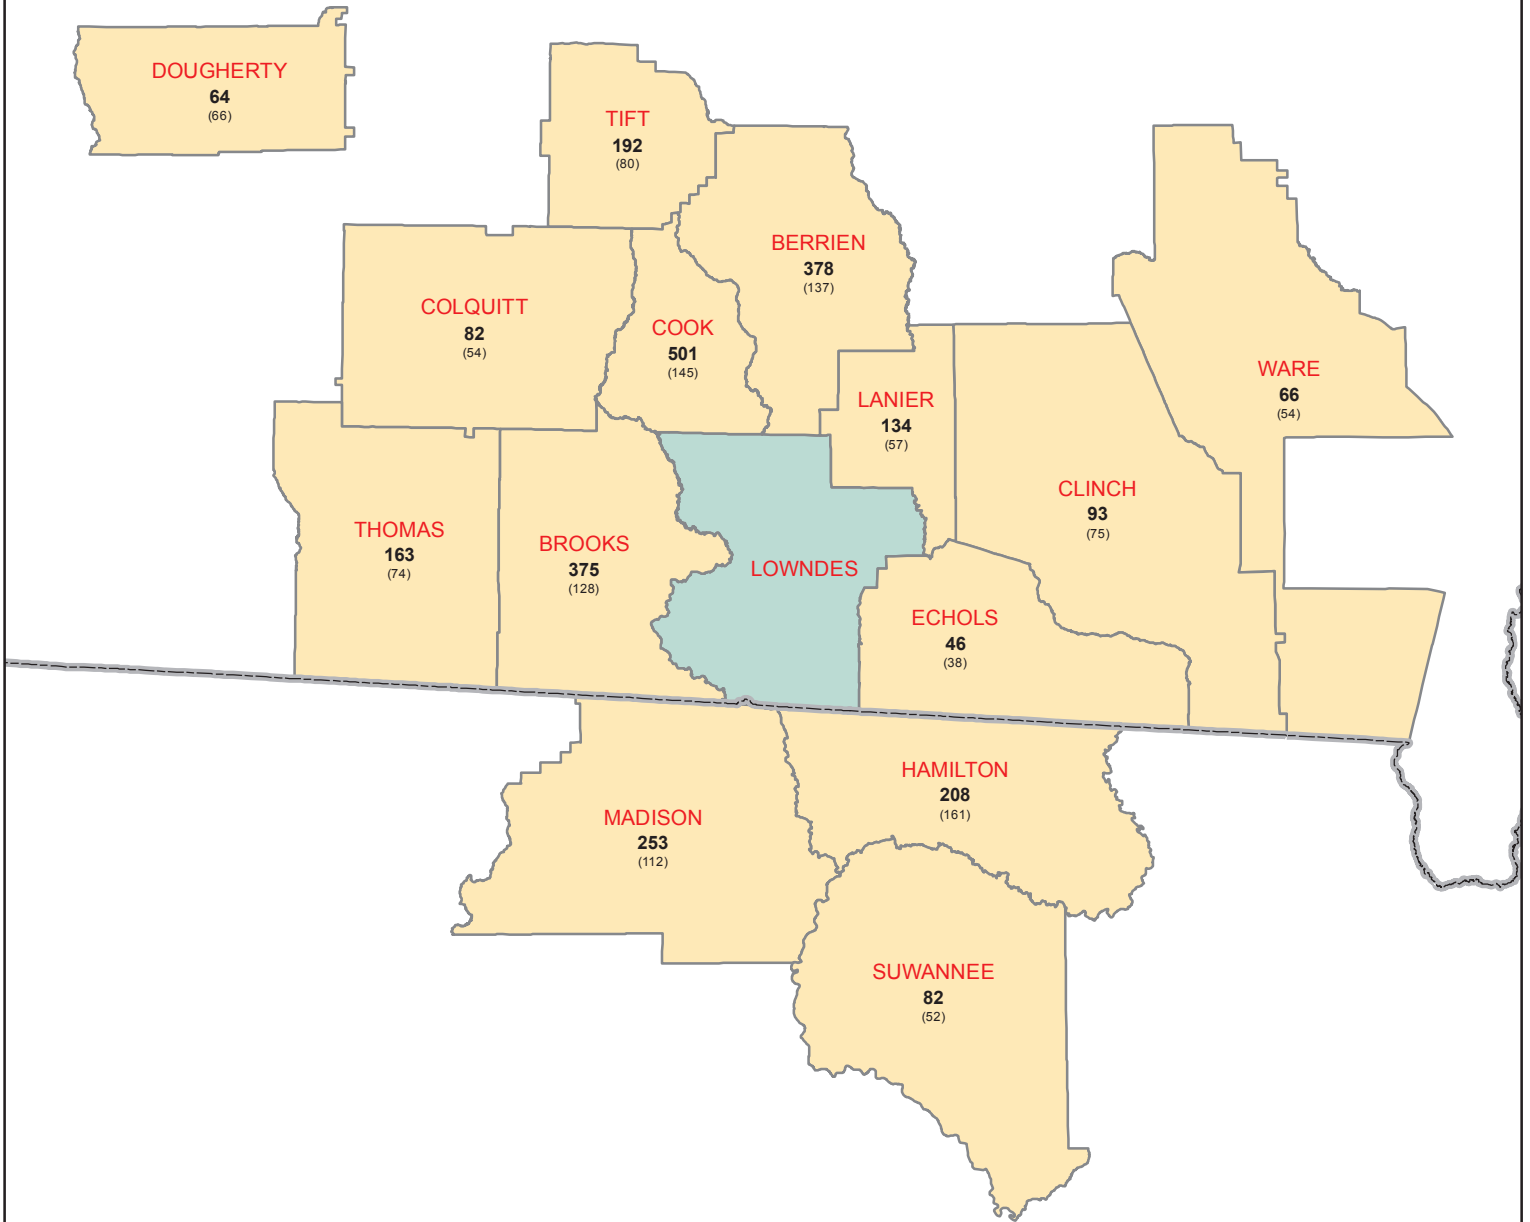 DOUGHERTY
64
(66)
TIFT
192
(80)
BERRIEN
378
(137)
COLQUITT
82
(54)
COOK
501
(145)
WARE
66
(54)
LANIER
134
(57)
CLINCH
93
(75)
THOMAS
163
(74)
BROOKS
375
(128)
LOWNDES
ECHOLS
46
(38)
HAMILTON
208
(161)
MADISON
253
(112)
SUWANNEE
82
(52)